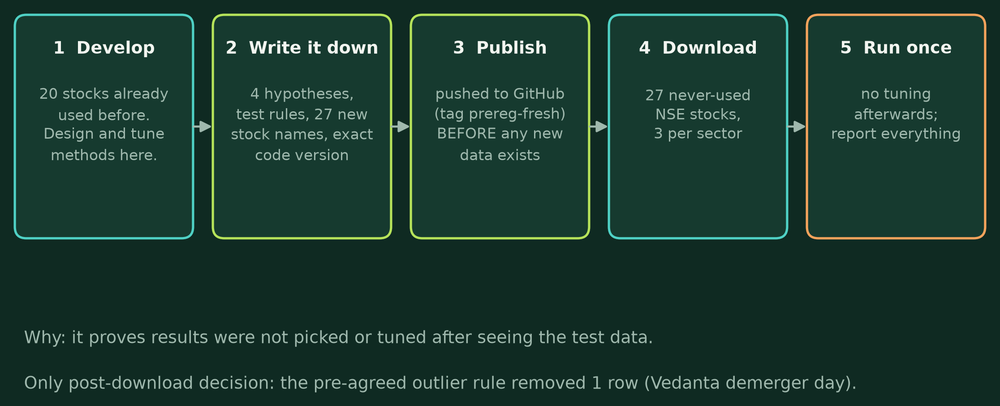 1  Develop
20 stocks already
used before.
Design and tune
methods here.
2  Write it down
4 hypotheses,
test rules, 27 new
stock names, exact
code version
3  Publish
pushed to GitHub
(tag prereg-fresh)
BEFORE any new
data exists
4  Download
27 never-used
NSE stocks,
3 per sector
5  Run once
no tuning
afterwards;
report everything
Why: it proves results were not picked or tuned after seeing the test data.
Only post-download decision: the pre-agreed outlier rule removed 1 row (Vedanta demerger day).